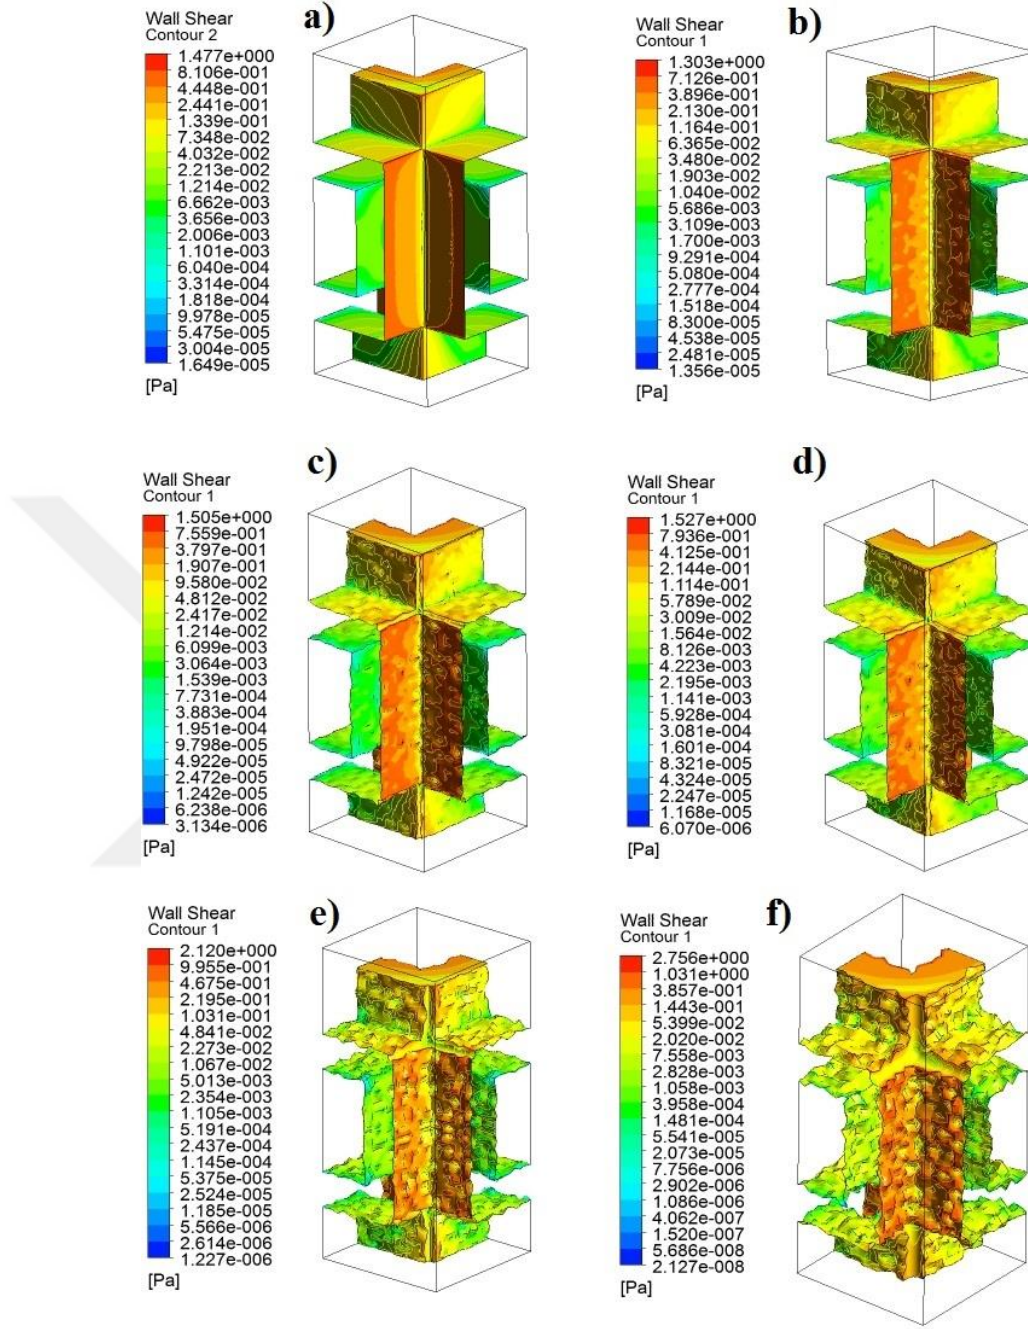 a)
Wall Shear
Contour 2
1.477e+000
8.106e-001
4.448e-001
2.441e-001
1.339e-001
7.348e-002
4.032e-002
2.213e-002
1.214e-002
6.662e-003
3.656e-003
2.006e-003
1.101e-003
6.040e-004
3.314e-004
1.818e-004
9.978e-005
5.475e-005
3.004e-005
1.649e-005
[Pa]
b)
Wall Shear
Contour 1
1.303e+000
7.126e-001
3.896e-001
2.130e-001
1.164e-001
6.365e-002
3.480e-002
1.903e-002
1.040e-002
5.686e-003
3.109e-003
1.700e-003
9.291e-004
5.080e-004
2.777e-004
1.518e-004
8.300e-005
4.538e-005
2.481e-005
1.356e-005
[Pa]
c)
Wall Shear
Contour 1
1.505e+000
7.559e-001
3.797e-001
1.907e-001
9.580e-002
4.812e-002
2.417e-002
1.214e-002
6.099e-003
3.064e-003
1.539e-003
7.731e-004
3.883e-004
1.951e-004
9.798e-005
4.922e-005
2.472e-005
1.242e-005
6.238e-006
3.134e-006
[Pa]
d)
Wall Shear
Contour 1
1.527e+000
7.936e-001
4.125e-001
2.144e-001
1.114e-001
5.789e-002
3.009e-002
1.564e-002
8.126e-003
4.223e-003
2.195e-003
1.141e-003
5.928e-004
3.081e-004
1.601e-004
8.321e-005
4.324e-005
2.247e-005
1.168e-005
6.070e-006
[Pa]
e)
Wall Shear
Contour 1
2.120e+000
9.955e-001
4.675e-001
2.195e-001
1.031e-001
4.841e-002
2.273e-002
1.067e-002
5.013e-003
2.354e-003
1.105e-003
5.191e-004
2.437e-004
1.145e-004
5.375e-005
2.524e-005
1.185e-005
5.566e-006
2.614e-006
1.227e-006
[Pa]
f)
Wall Shear
Contour 1
2.756e+000
1.031e+000
3.857e-001
1.443e-001
5.399e-002
2.020e-002
7.558e-003
2.828e-003
1.058e-003
3.958e-004
1.481e-004
5.541e-005
2.073e-005
7.756e-006
2.902e-006
1.086e-006
4.062e-007
1.520e-007
5.686e-008
2.127e-008
[Pa]